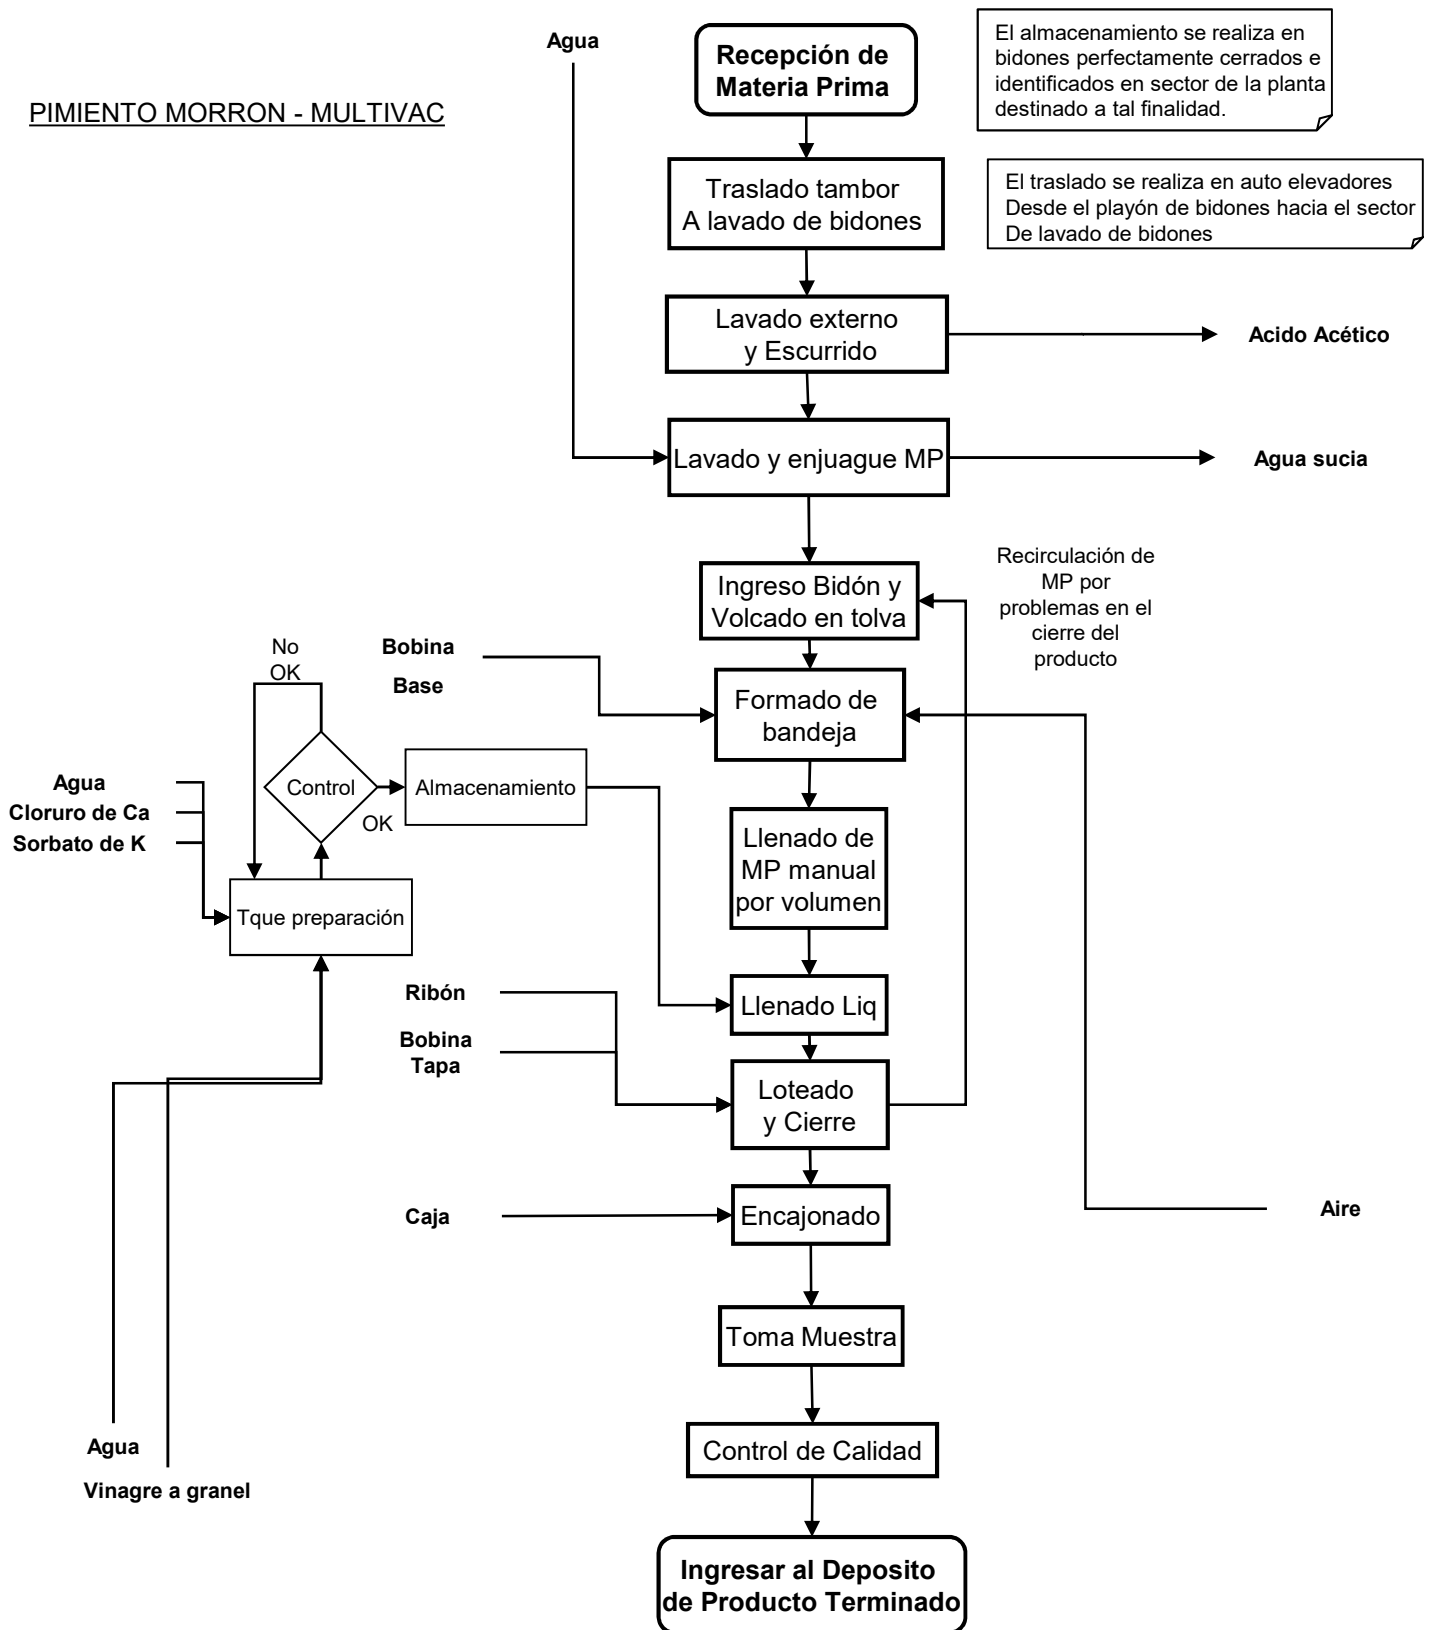 Agua
Recepción de
Materia Prima
El almacenamiento se realiza en
bidones perfectamente cerrados e
identificados en sector de la planta
destinado a tal finalidad.
PIMIENTO MORRON - MULTIVAC
Traslado tambor
A lavado de bidones
El traslado se realiza en auto elevadores
Desde el playón de bidones hacia el sector
De lavado de bidones
Lavado externo
y Escurrido
Acido Acético
Lavado y enjuague MP
Agua sucia
Ingreso Bidón y
Volcado en tolva
Recirculación de
MP por
problemas en el
cierre del
producto
No
OK
Bobina
Base
Formado de
bandeja
Control
OK
Almacenamiento
Agua
Cloruro de Ca
Sorbato de K
Tque preparación
Llenado de
MP manual
por volumen
Ribón
Llenado Liq
Bobina
Tapa
Loteado
y Cierre
Caja
Encajonado
Aire
Toma Muestra
Agua
Vinagre a granel
Control de Calidad
Ingresar al Deposito
de Producto Terminado